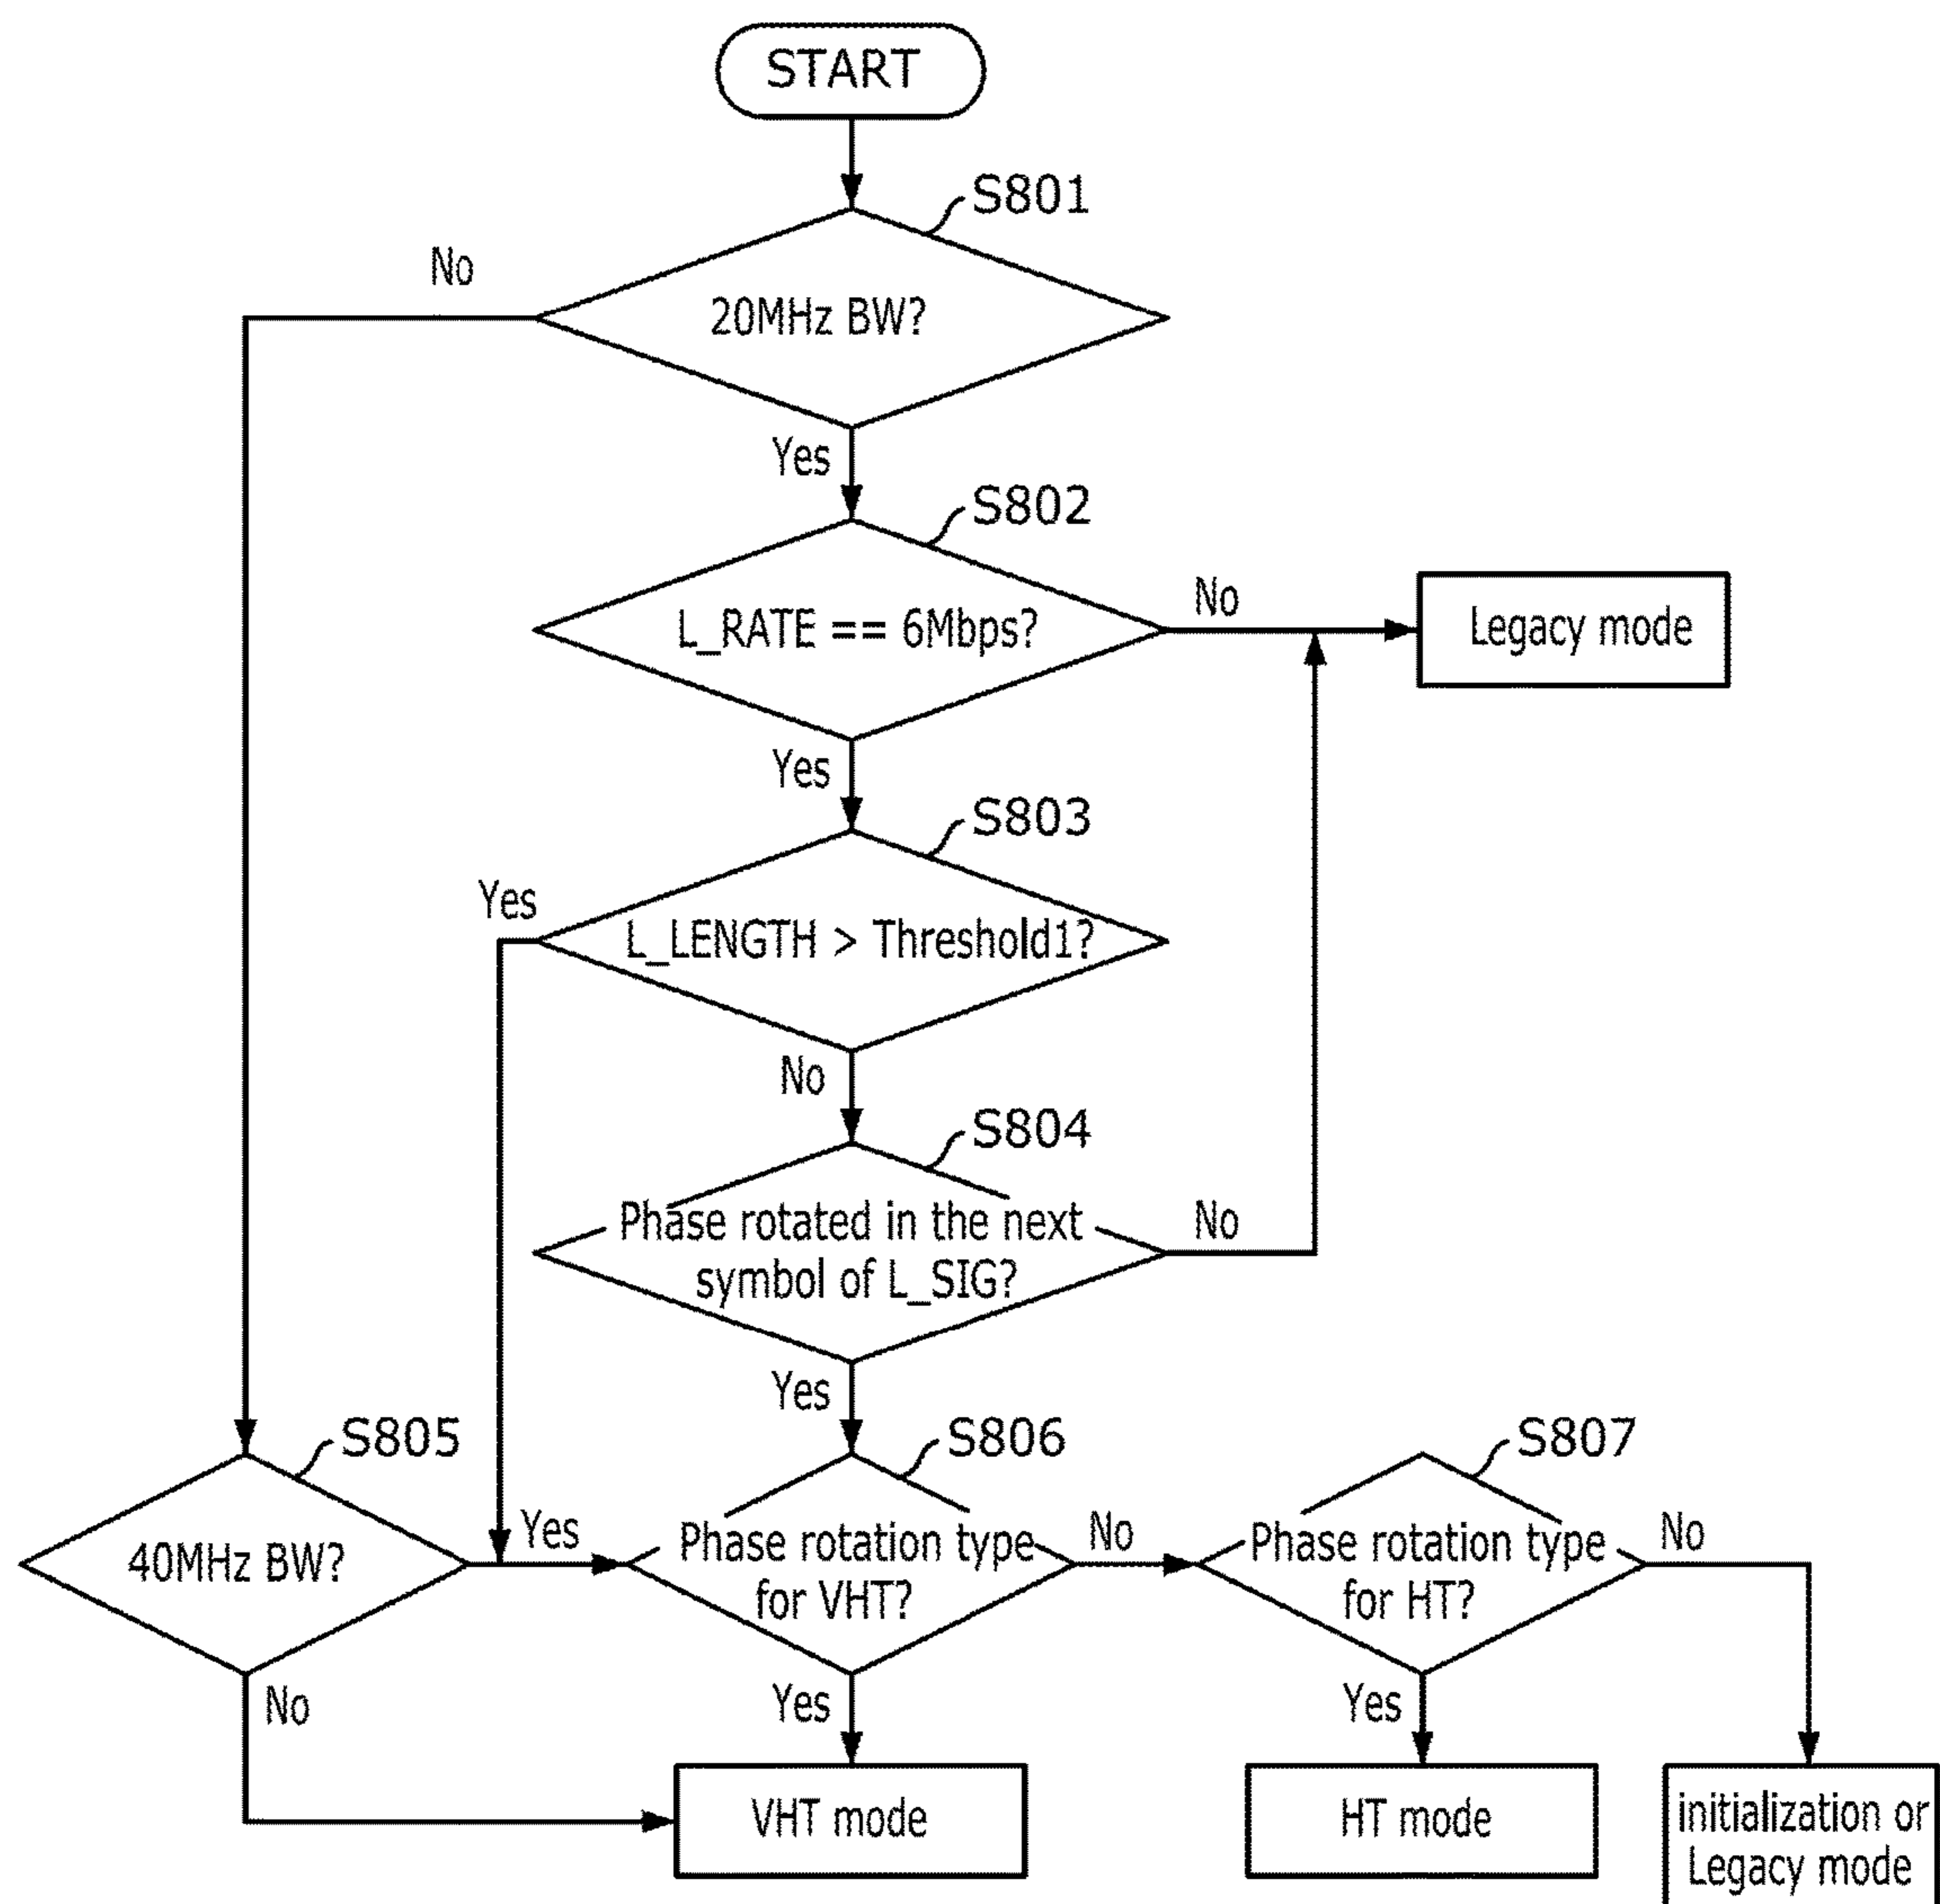 START
S801
No
20MHz BW?
Yes
S802
L_RATE == 6Mbps?
No
Legacy mode
Yes
S803
Yes
L_LENGTH > Threshold1?
No
S804
Phase rotated in the next
symbol of L_SIG?
No
Yes
S805
S806
S807
40MHz BW?
Yes
Phase rotation type
for VHT?
No
Phase rotation type
for HT?
No
No
Yes
Yes
VHT mode
HT mode
initialization or
Legacy mode